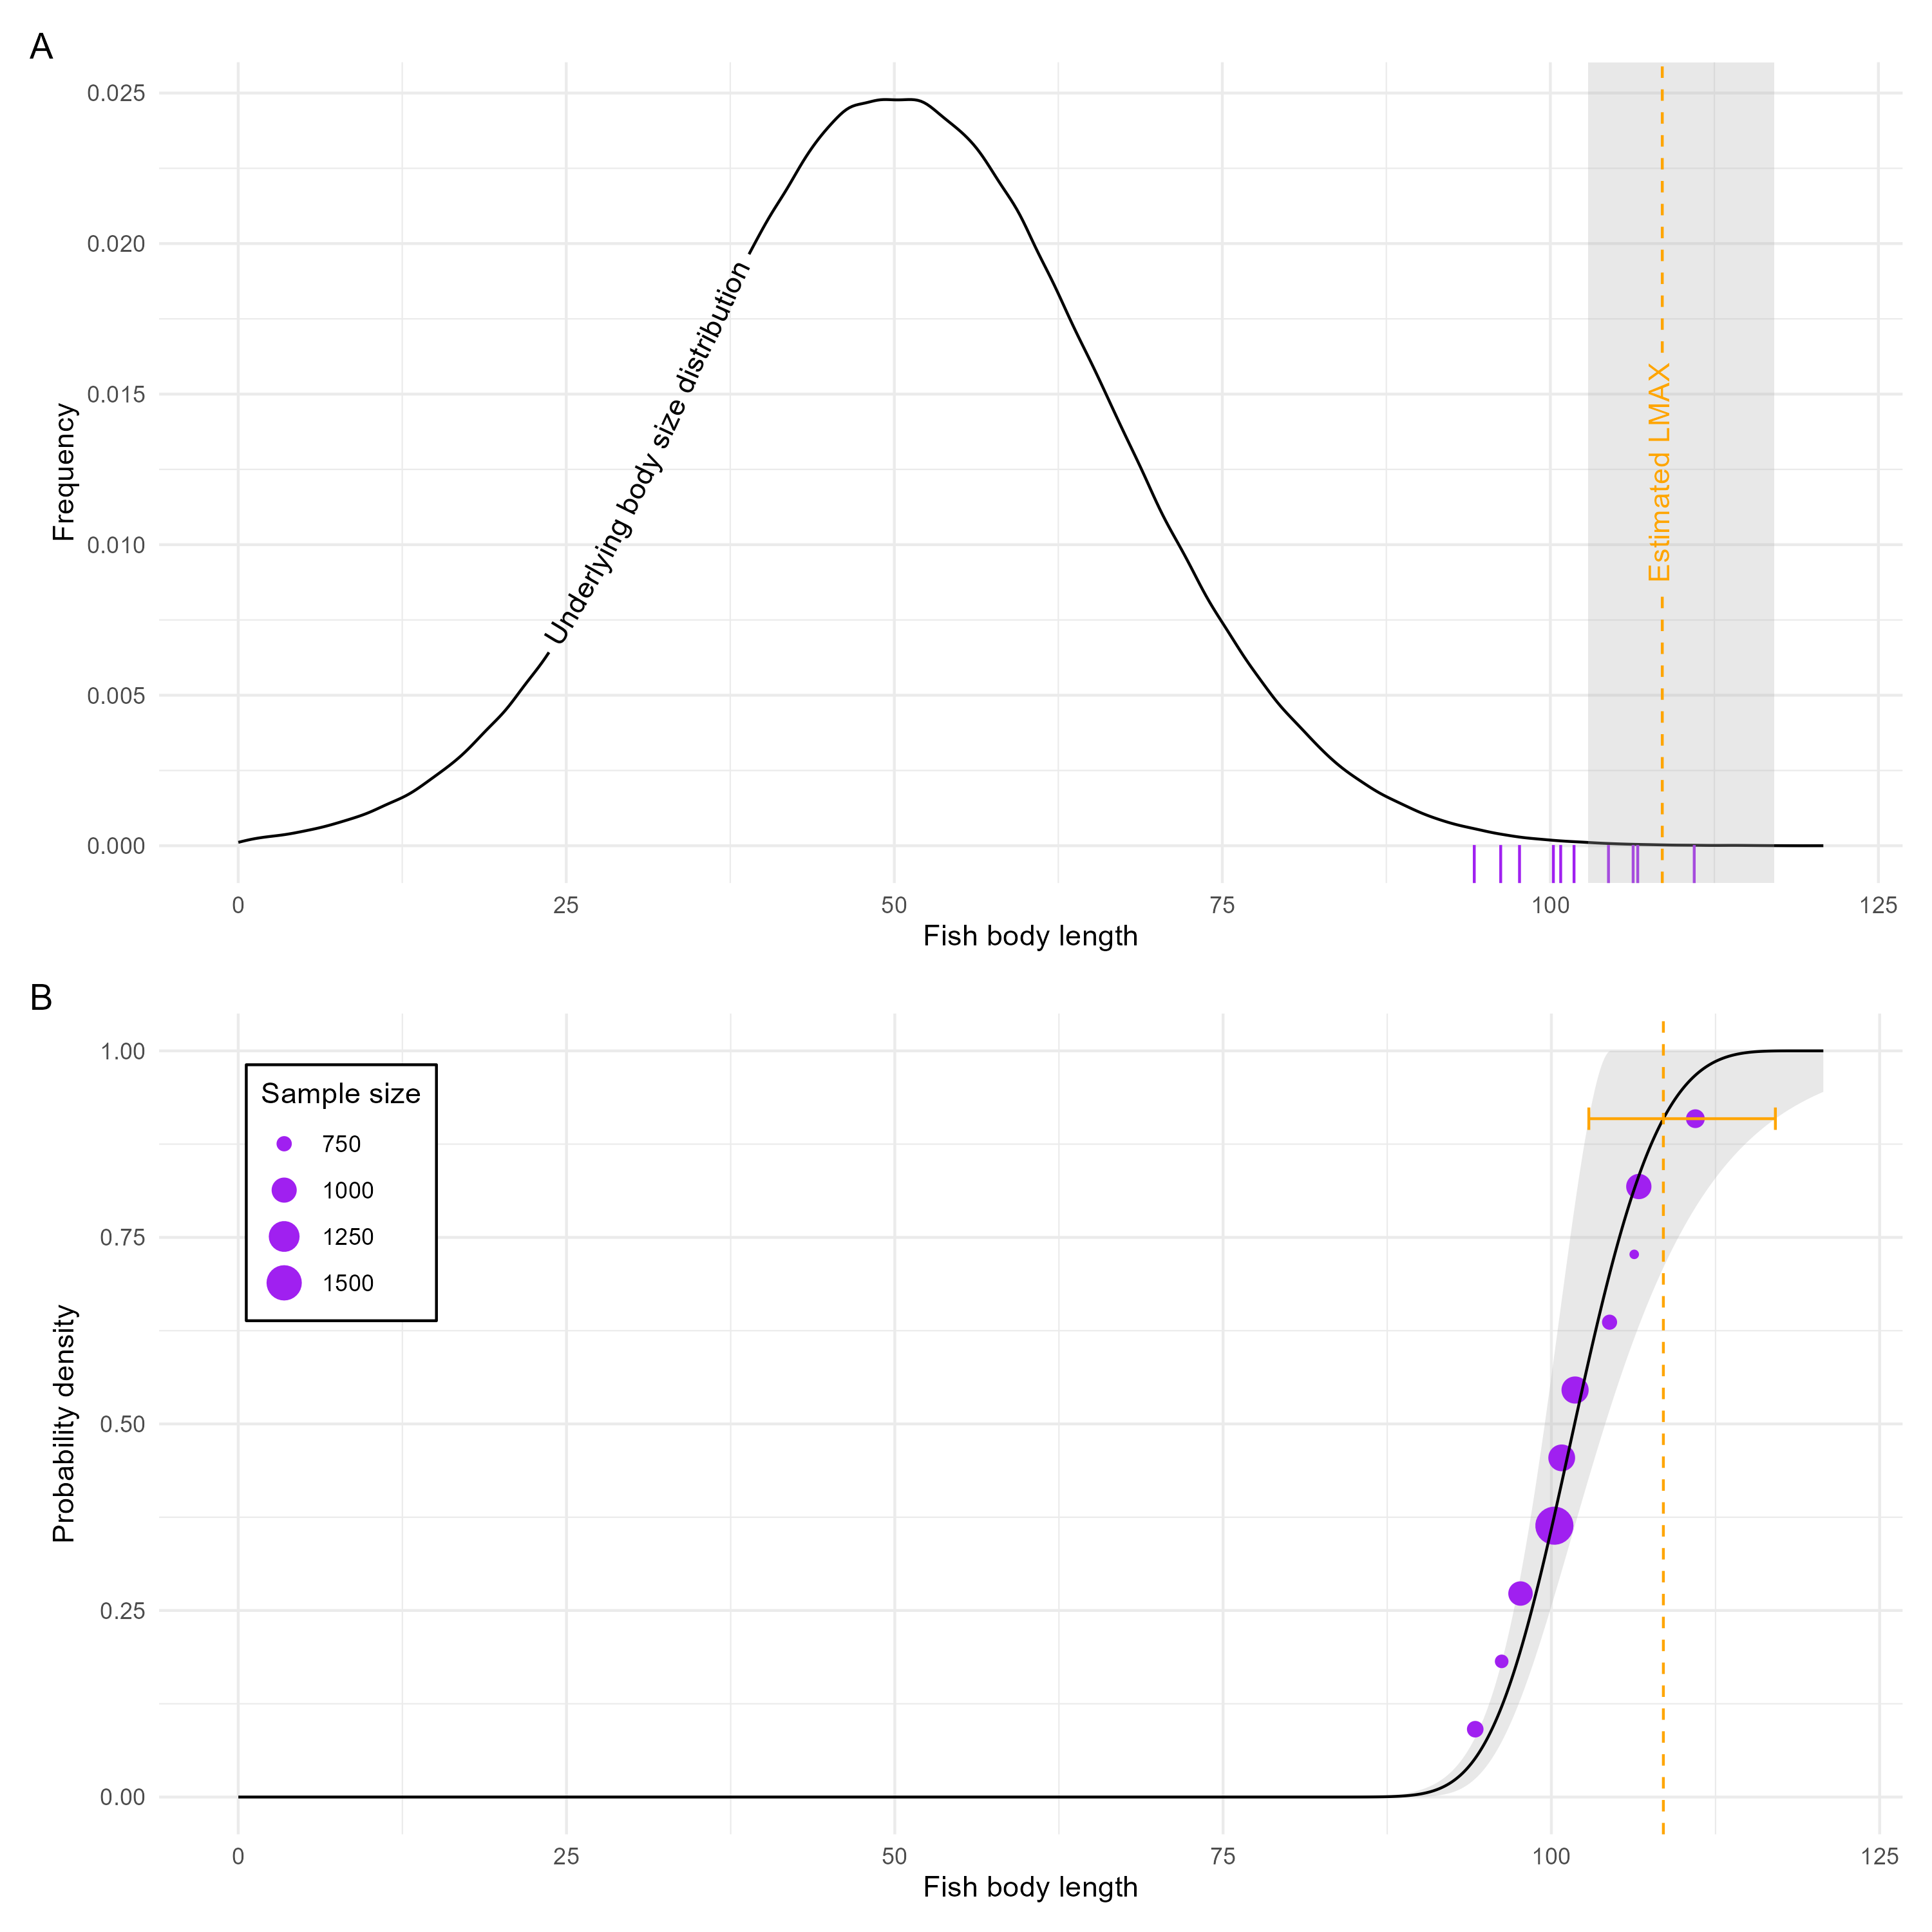 A
0.025
0.020
0.015
0.010
0.005
0.000
Frequency
Underlying body size distribution
Estimated LMAX
0 25 50 75 100 125
Fish body length
B
1.00
0.75
0.50
0.25
0.00
Probability density
Sample size
750
1000
1250
1500
0 25 50 75 100 125
Fish body length